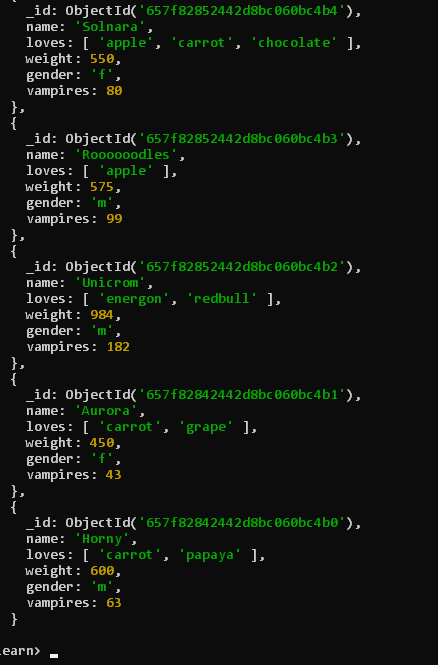 _id: ObjectId('657f82852442d8bc060bc4b4'),
name: 'Solnara',
loves: [ 'apple', 'carrot', 'chocolate' ],
weight: 550,
gender: 'f',
vampires: 80
},
{
_id: ObjectId('657f82852442d8bc060bc4b3'),
name: 'Roooooodles',
loves: [ 'apple' ],
weight: 575,
gender: 'm',
vampires: 99
},
{
_id: ObjectId('657f82852442d8bc060bc4b2'),
name: 'Unicrom',
loves: [ 'energon', 'redbull' ],
weight: 984,
gender: 'm',
vampires: 182
},
{
_id: ObjectId('657f82842442d8bc060bc4b1'),
name: 'Aurora',
loves: [ 'carrot', 'grape' ],
weight: 450,
gender: 'f',
vampires: 43
},
{
_id: ObjectId('657f82842442d8bc060bc4b0'),
name: 'Horny',
loves: [ 'carrot', 'papaya' ],
weight: 600,
gender: 'm',
vampires: 63
}
learn>